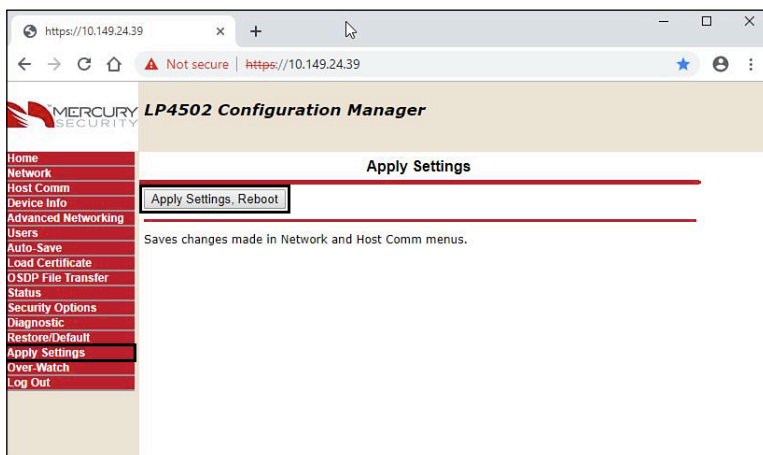 https://10.149.24.39
Not secure | https://10.149.24.39
MERCURY
SECURITY
LP4502 Configuration Manager
Home
Network
Host Comm
Device Info
Advanced Networking
Users
Auto-Save
Load Certificate
OSDP File Transfer
Status
Security Options
Diagnostic
Restore/Default
Apply Settings
Over-Watch
Log Out
Apply Settings
Apply Settings, Reboot
Saves changes made in Network and Host Comm menus.